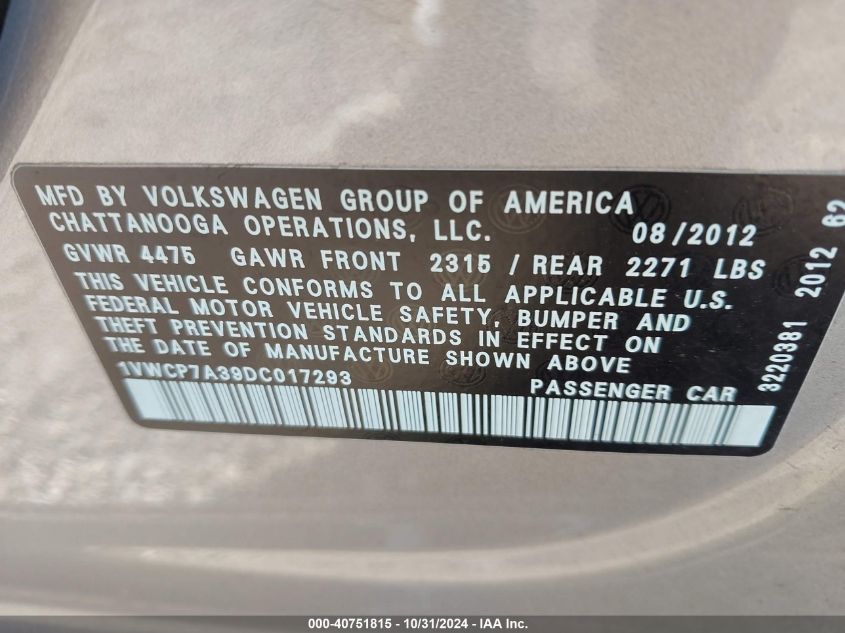 MFD BY VOLKSWAGEN GROUP OF AMERICA
CHATTANOOGA OPERATIONS, LLC. 08/2012
GVWR 4475 GAWR FRONT 2315 / REAR 2271 LBS
THIS VEHICLE CONFORMS TO ALL APPLICABLE U.S.
FEDERAL MOTOR VEHICLE SAFETY, BUMPER AND
THEFT PREVENTION STANDARDS IN EFFECT ON
THE DATE OF MANUFACTURE SHOWN ABOVE
1VWCP7A39DC017293 PASSENGER CAR
3220381 2012 62
000-40751815 - 10/31/2024 - IAA Inc.